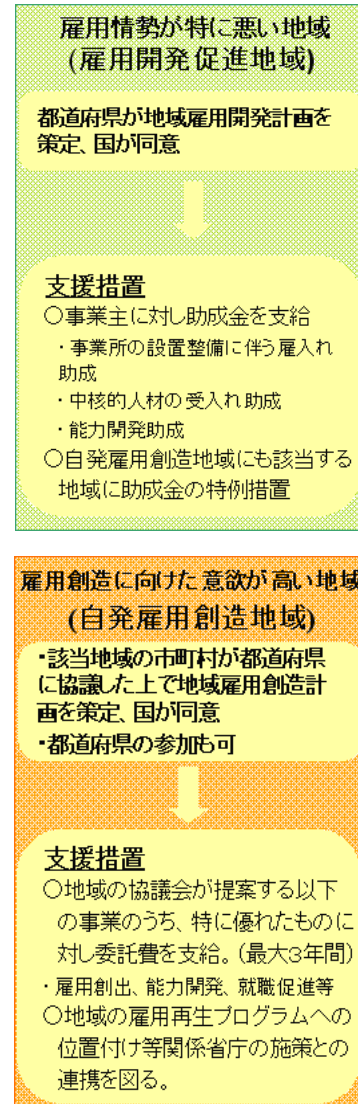 雇用情勢が特に悪い地域
(雇用開発促進地域)
都道府県が地域雇用開発計画を
策定、国が同意
支援措置
○事業主に対し助成金を支給
・事業所の設置整備に伴う雇入れ
助成
・中核的人材の受入れ助成
・能力開発助成
○自発雇用創造地域にも該当する
地域に助成金の特例措置
雇用創造に向けた意欲が高い地域
(自発雇用創造地域)
・該当地域の市町村が都道府県
に協議した上で地域雇用創造計
画を策定、国が同意
・都道府県の参加も可
支援措置
○地域の協議会が提案する以下
の事業のうち、特に優れたものに
対し委託費を支給。(最大3年間)
・雇用創出、能力開発、就職促進等
○地域の雇用再生プログラムへの
位置付け等関係省庁の施策との
連携を図る。